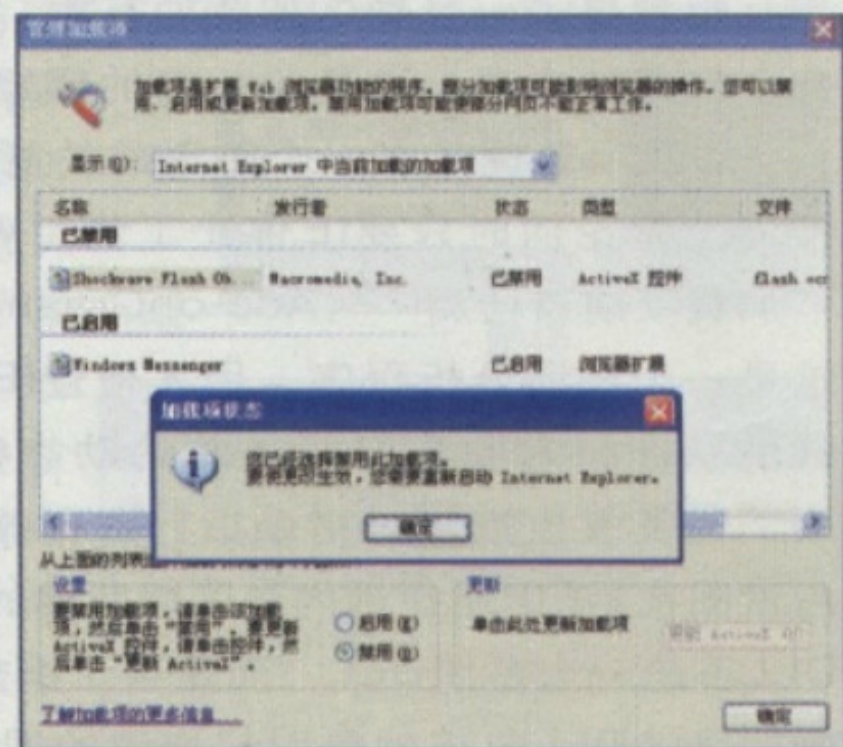 管理加载项
加载项是扩展 Web 浏览器功能的程序。部分加载项可能影响浏览器的操作。您可以禁
用、启用或更新加载项。禁用加载项可能使部分网页不能正常工作。
显示(Q): Internet Explorer 中当前加载的加载项
名称 发行者 状态 类型 文件
已禁用
Shockwave Flash Ob... Macromedia, Inc. 已禁用 ActiveX 控件 flash ocx
已启用
Windows Messenger 已启用 浏览器扩展
加载项状态
您已经选择禁用此加载项。
要使更改生效，您需要重新启动 Internet Explorer。
确定
从上面的列表
设置
要禁用加载项，请单击该加载
项，然后单击“禁用”。要更新
ActiveX 控件，请单击控件，然
后单击“更新 ActiveX”。
启用(E)
禁用(B)
更新
单击此处更新加载项
更新 ActiveX
了解加载项的更多信息...
确定